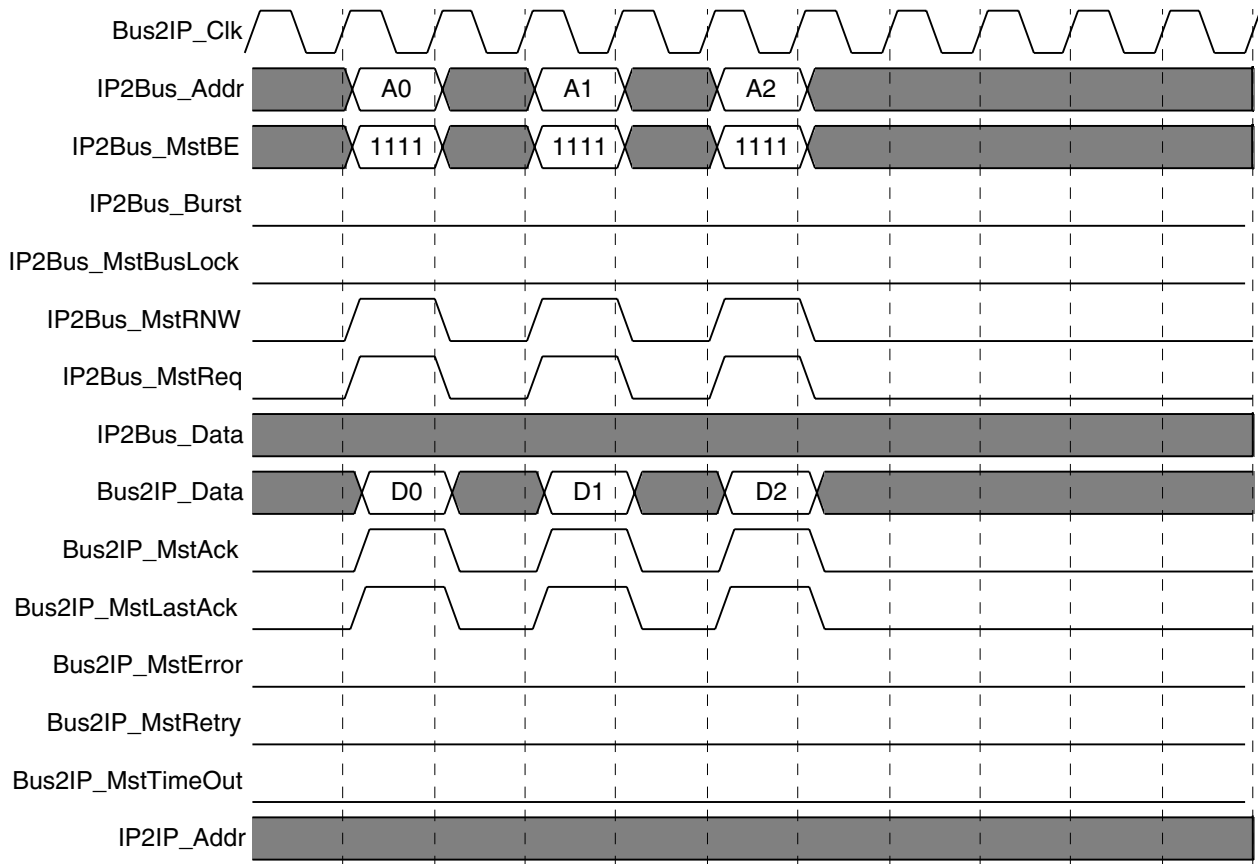 Bus2IP_Clk
IP2Bus_Addr A0 A1 A2
IP2Bus_MstBE 1111 1111 1111
IP2Bus_Burst
IP2Bus_MstBusLock
IP2Bus_MstRNW
IP2Bus_MstReq
IP2Bus_Data
Bus2IP_Data D0 D1 D2
Bus2IP_MstAck
Bus2IP_MstLastAck
Bus2IP_MstError
Bus2IP_MstRetry
Bus2IP_MstTimeOut
IP2IP_Addr